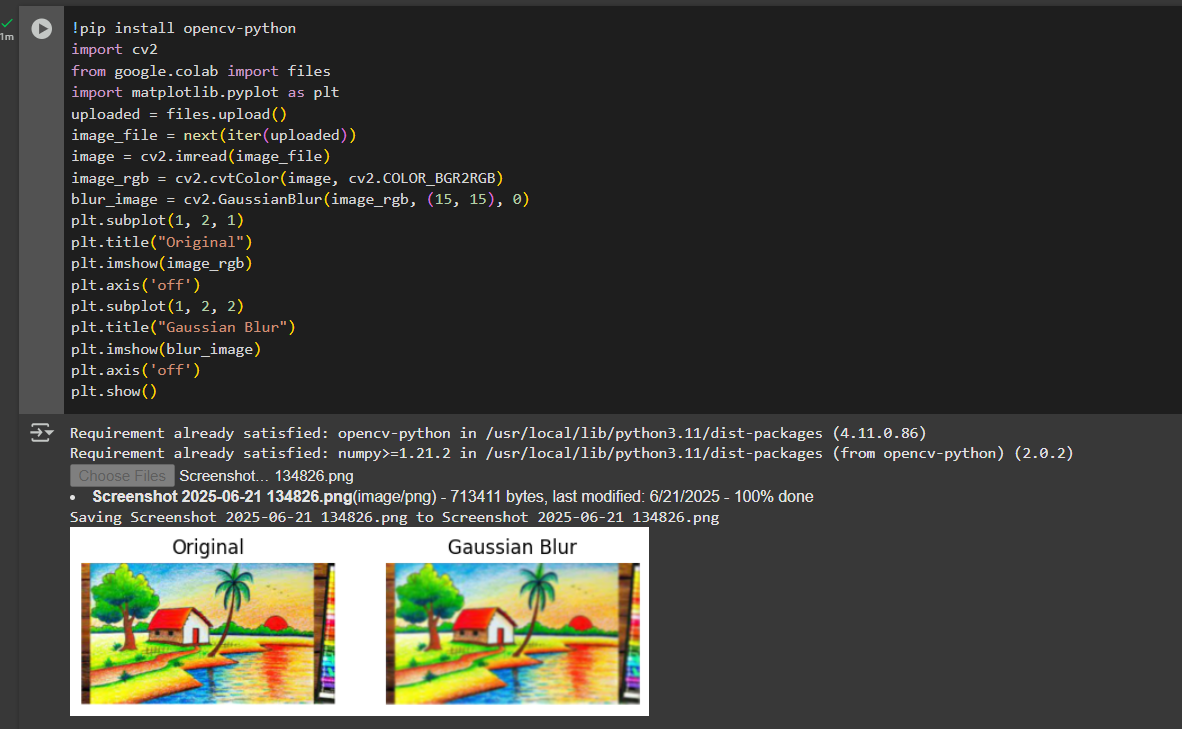 !pip install opencv-python
import cv2
from google.colab import files
import matplotlib.pyplot as plt
uploaded = files.upload()
image_file = next(iter(uploaded))
image = cv2.imread(image_file)
image_rgb = cv2.cvtColor(image, cv2.COLOR_BGR2RGB)
blur_image = cv2.GaussianBlur(image_rgb, (15, 15), 0)
plt.subplot(1, 2, 1)
plt.title("Original")
plt.imshow(image_rgb)
plt.axis('off')
plt.subplot(1, 2, 2)
plt.title("Gaussian Blur")
plt.imshow(blur_image)
plt.axis('off')
plt.show()
1m
Requirement already satisfied: opencv-python in /usr/local/lib/python3.11/dist-packages (4.11.0.86)
Requirement already satisfied: numpy>=1.21.2 in /usr/local/lib/python3.11/dist-packages (from opencv-python) (2.0.2)
Choose Files Screenshot... 134826.png
• Screenshot 2025-06-21 134826.png(image/png) - 713411 bytes, last modified: 6/21/2025 - 100% done
Saving Screenshot 2025-06-21 134826.png to Screenshot 2025-06-21 134826.png
Original Gaussian Blur